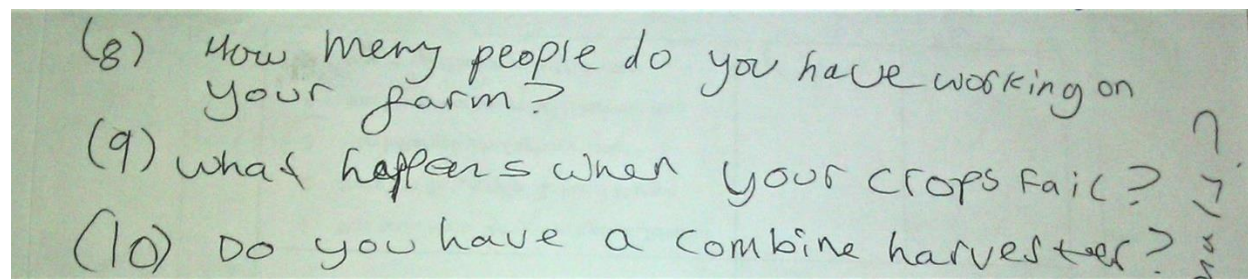 (8) How meny people do you have working on
your farm?
(9) what happens when your crops fail?
(10) Do you have a combine harvester?